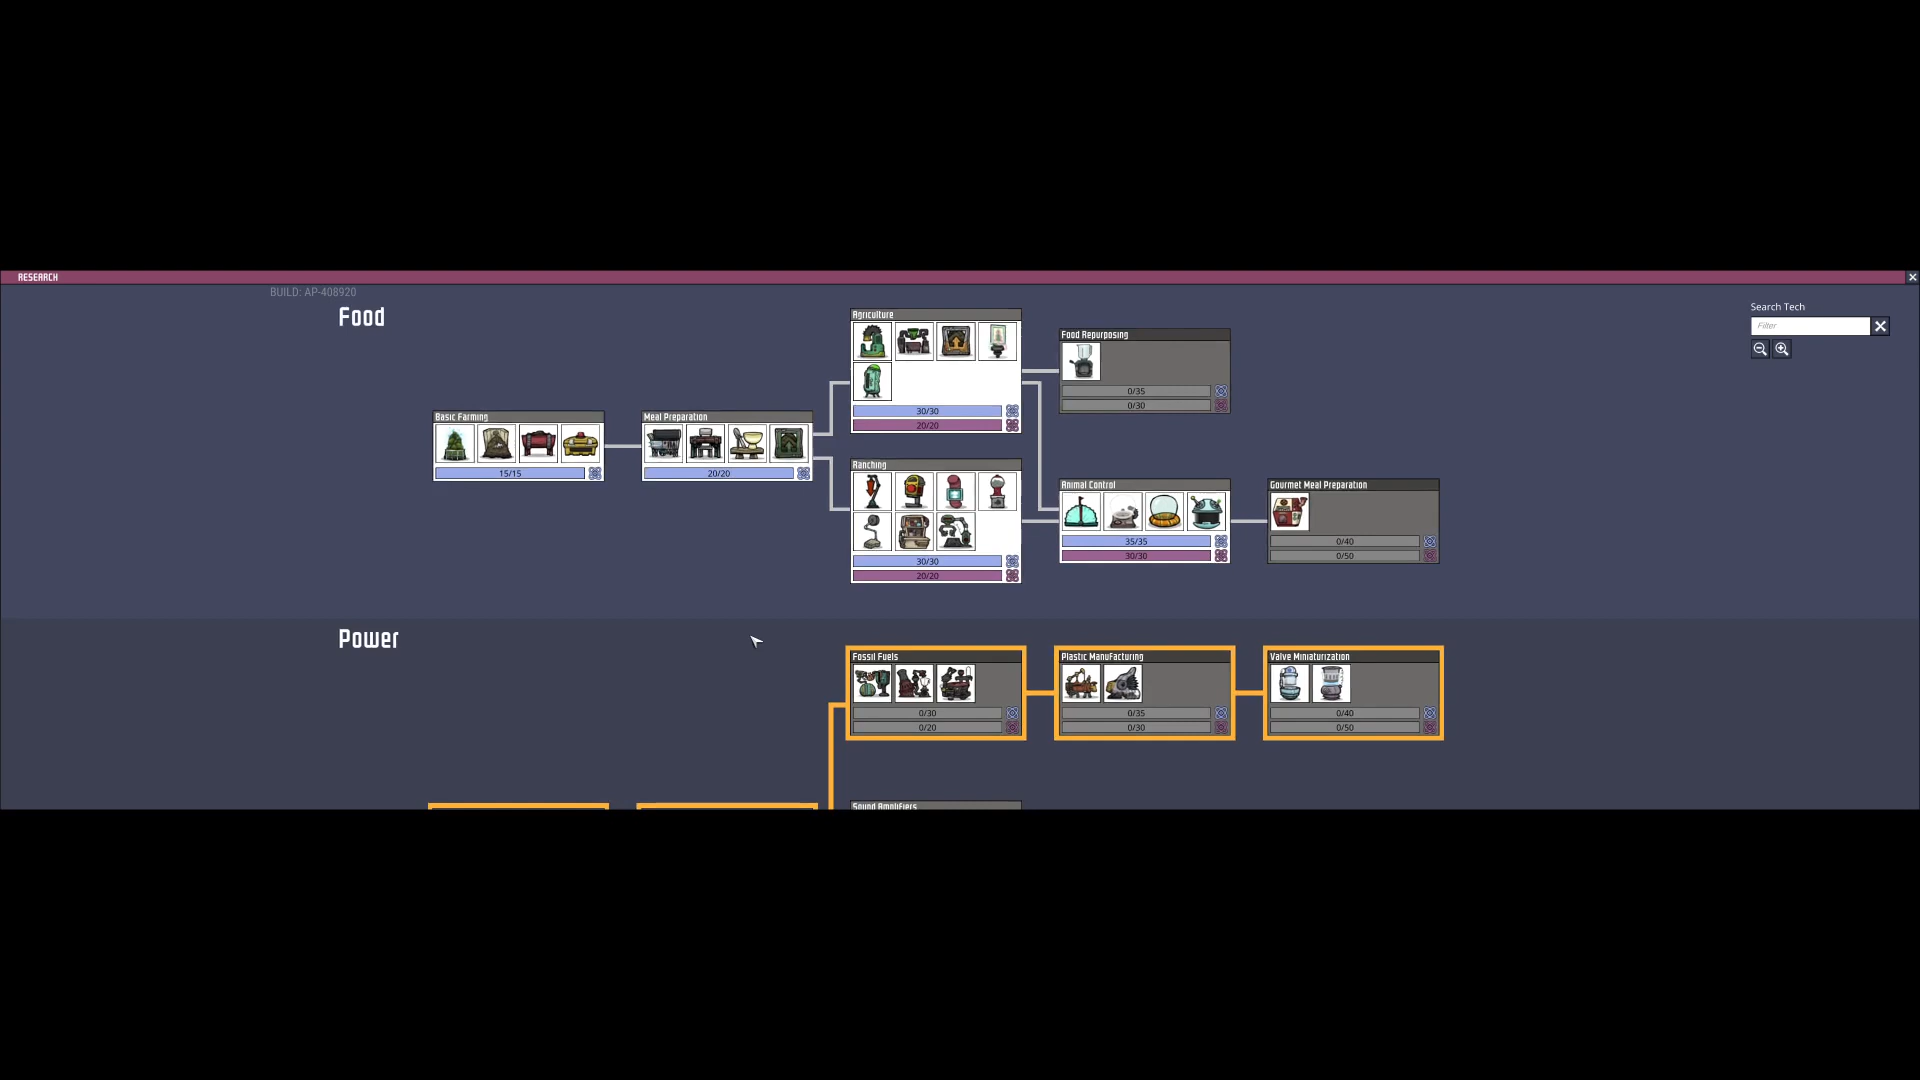 RESEARCH
BUILD: AP-408920
Food
Search Tech
Filter
Agriculture
30/30
20/20
Food Repurposing
0/35
0/30
Basic Farming
15/15
Meal Preparation
20/20
Ranching
30/30
20/20
Animal Control
35/35
30/30
Gourmet Meal Preparation
0/40
0/50
Power
Fossil Fuels
0/30
0/20
Plastic Manufacturing
0/35
0/30
Valve Miniaturization
0/40
0/50
Sound Amplifiers